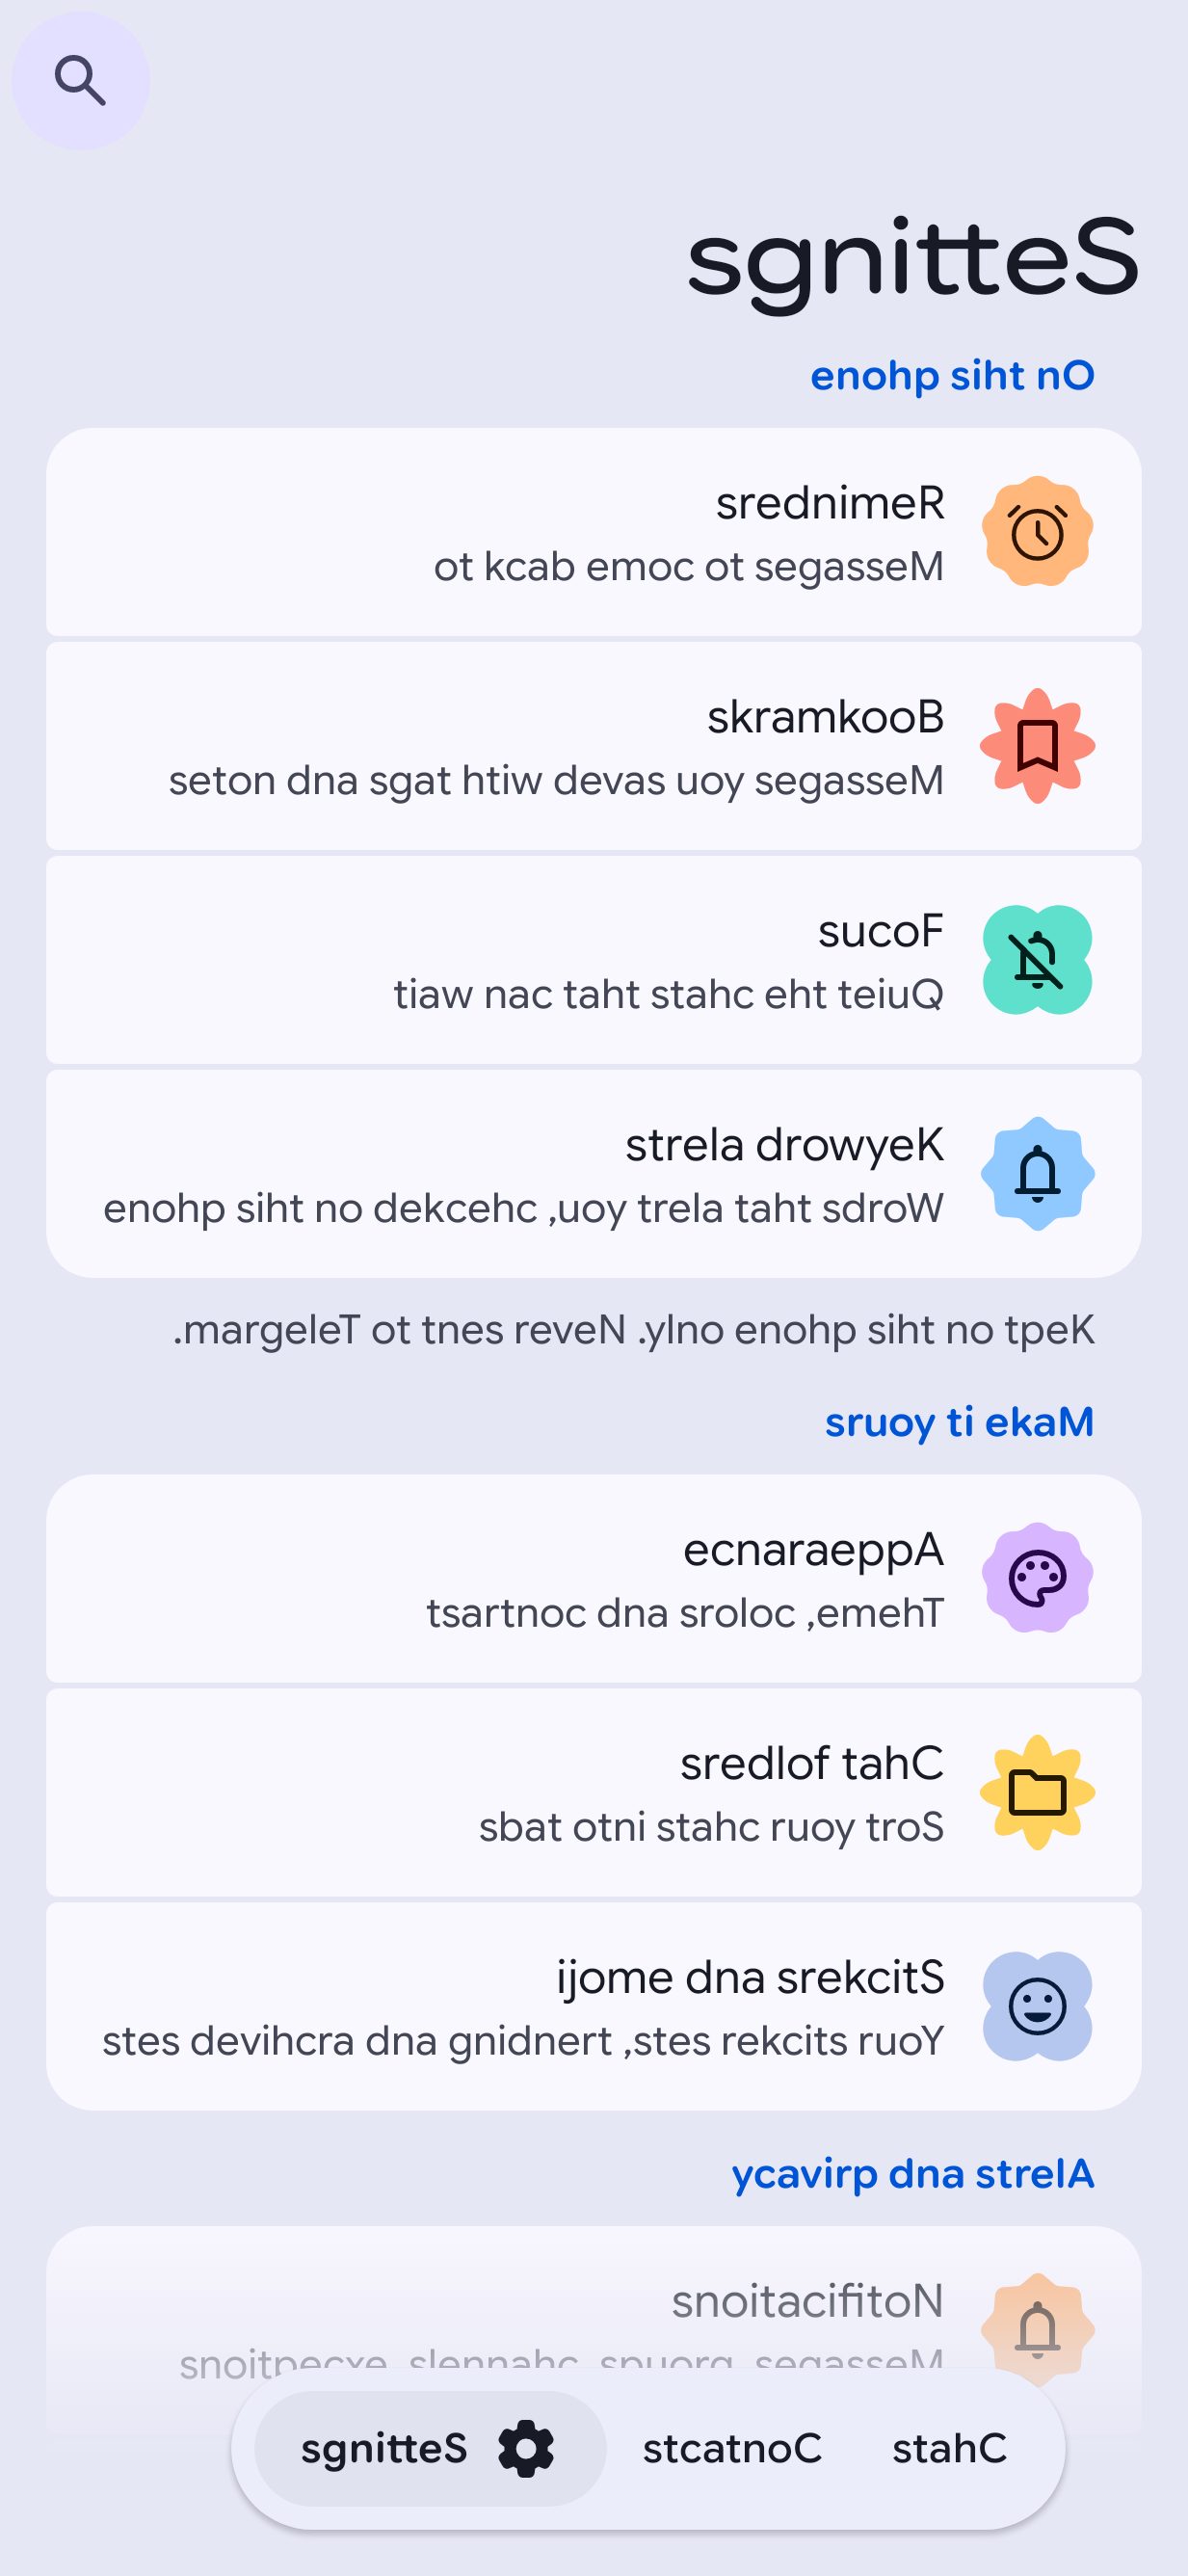 sgnitteS
enohp siht nO
srednimeR
ot kcab emoc ot segasseM
skramkooB
seton dna sgat htiw devas uoy segasseM
sucoF
tiaw nac taht stahc eht teiuQ
strela drowyeK
enohp siht no dekcehc ,uoy trela taht sdroW
.margeleT ot tnes reveN .ylno enohp siht no tpeK
sruoy ti ekaM
ecnaraeppA
tsartnoc dna sroloc ,emehT
sredlof tahC
sbat otni stahc ruoy troS
ijome dna srekcitS
stes devihcra dna gnidnert ,stes rekcits ruoY
ycavirp dna strelA
snoitacifitoN
snoitpecxe slennahc spuorg segasseM
sgnitteS
stcatnoC
stahC